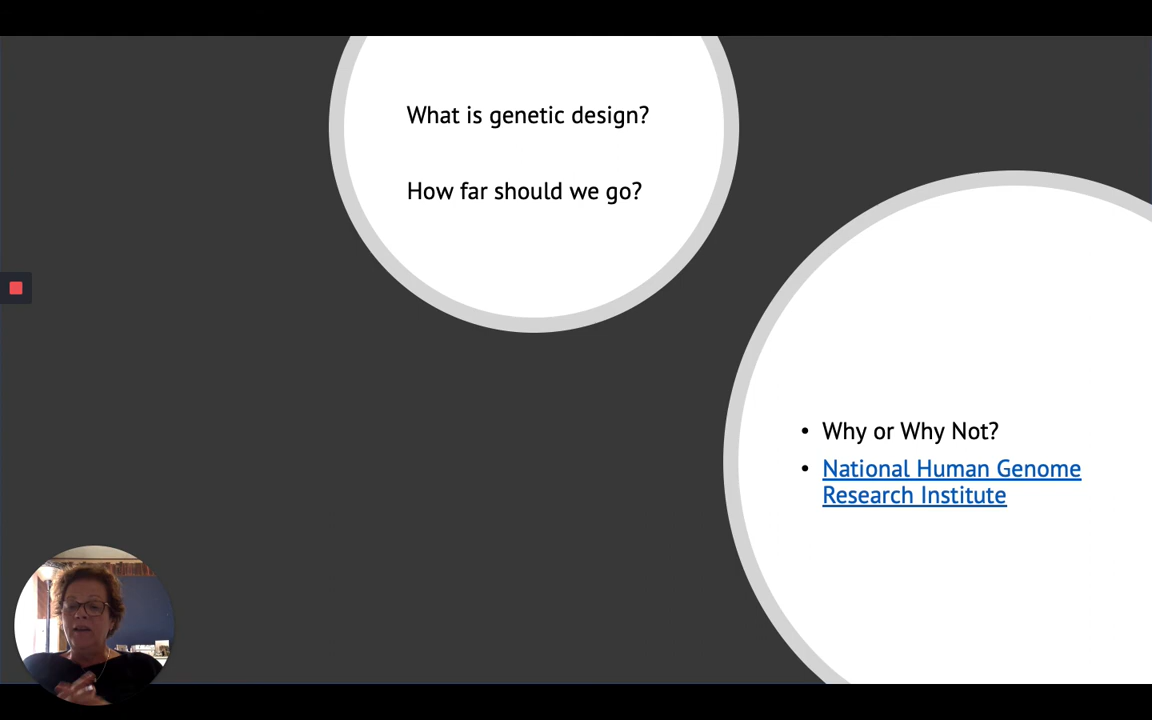 What is genetic design?
How far should we go?
• Why or Why Not?
• National Human Genome
Research Institute